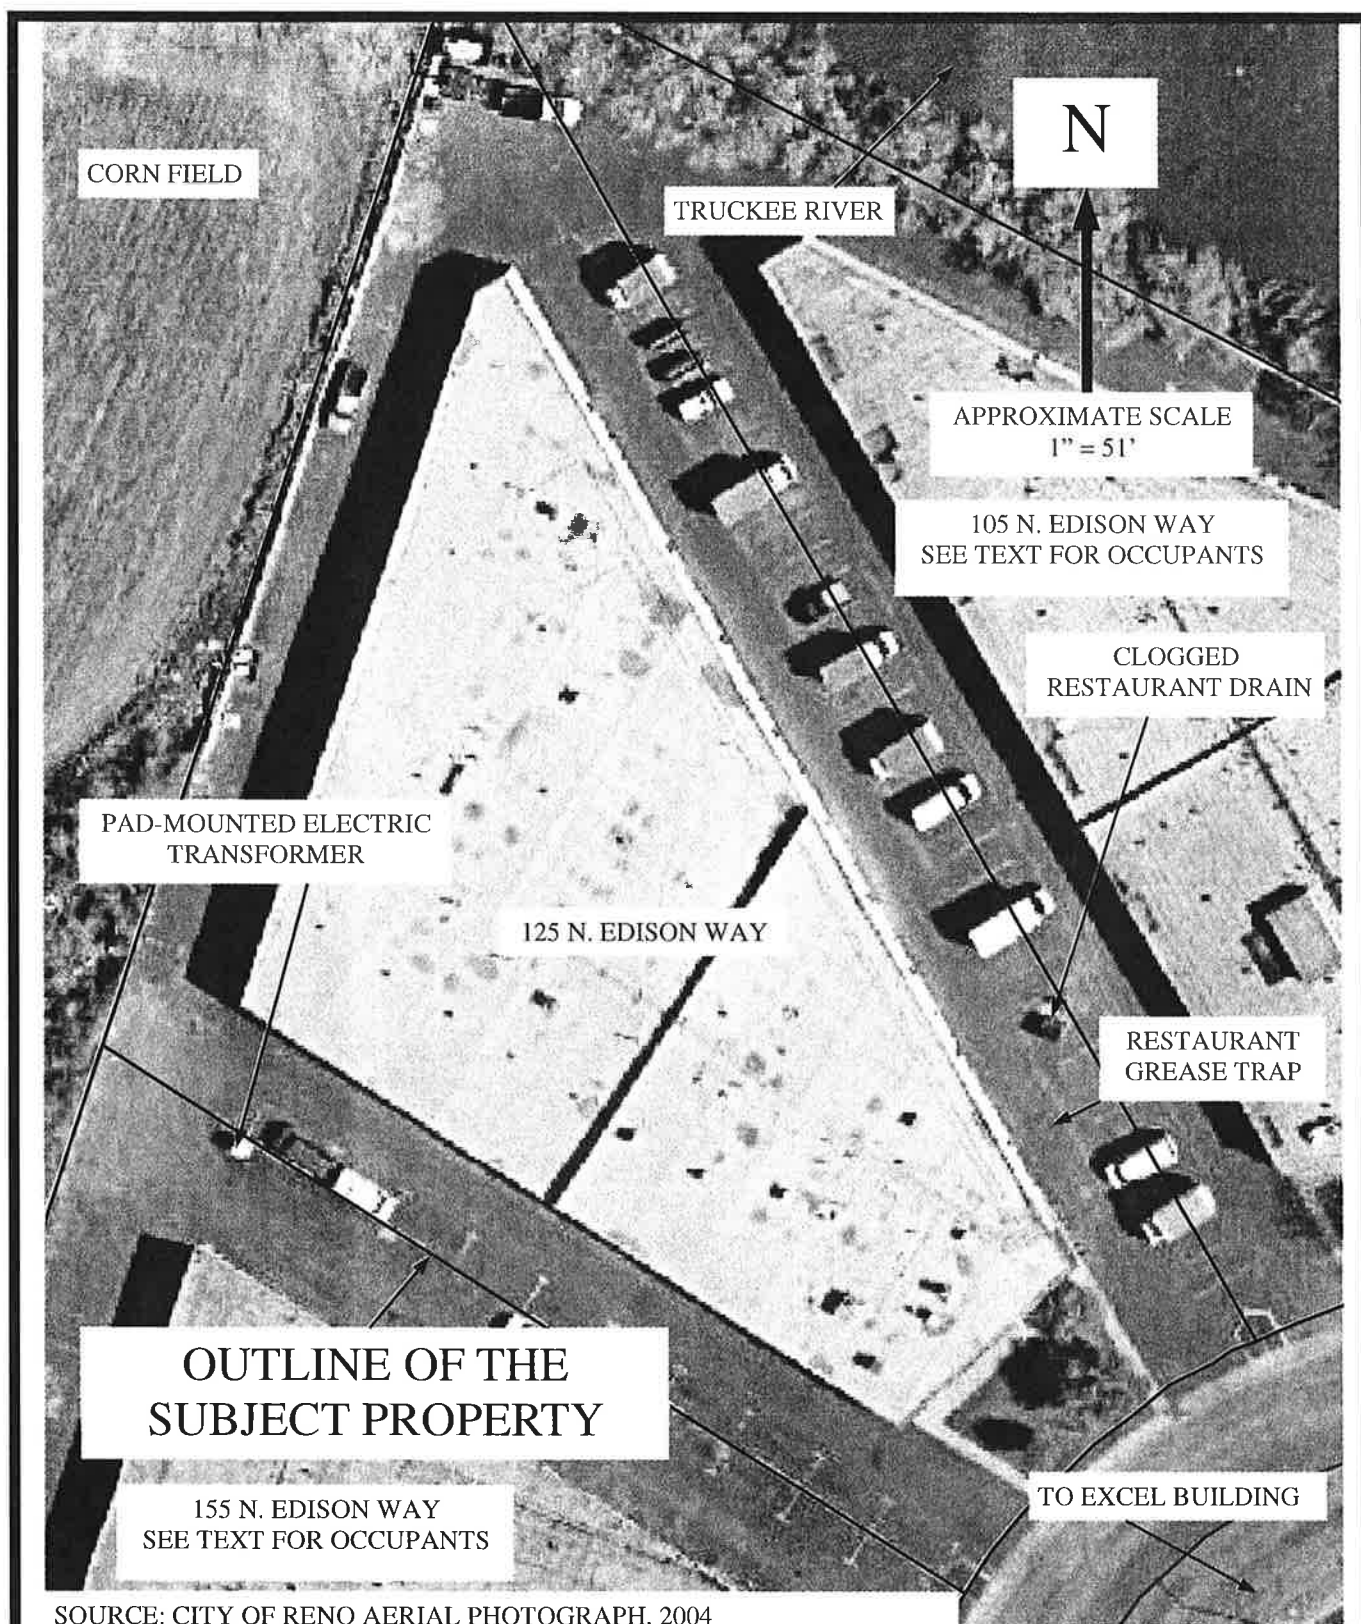 N
CORN FIELD
TRUCKEE RIVER
APPROXIMATE SCALE
1" = 51'
105 N. EDISON WAY
SEE TEXT FOR OCCUPANTS
CLOGGED
RESTAURANT DRAIN
PAD-MOUNTED ELECTRIC
TRANSFORMER
125 N. EDISON WAY
RESTAURANT
GREASE TRAP
OUTLINE OF THE
SUBJECT PROPERTY
155 N. EDISON WAY
SEE TEXT FOR OCCUPANTS
TO EXCEL BUILDING
SOURCE: CITY OF RENO AERIAL PHOTOGRAPH, 2004